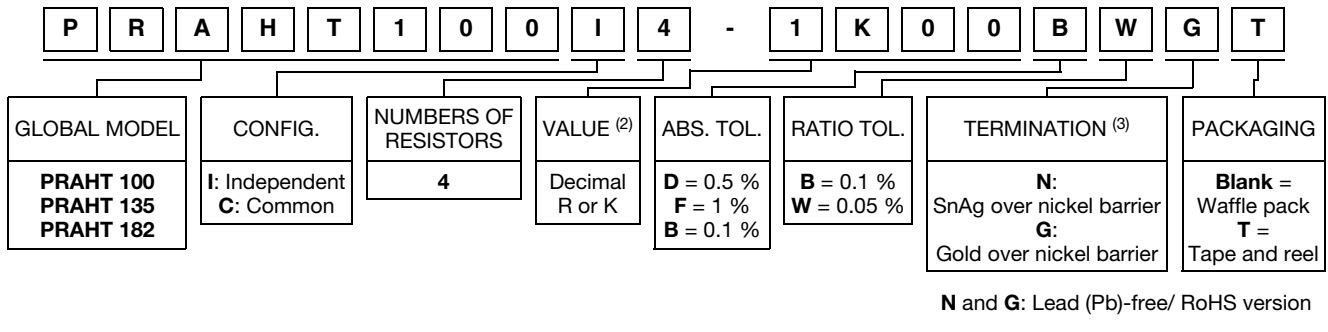 P R A H T 1 0 0 I 4 - 1 K 0 0 B W G T
GLOBAL MODEL
PRAHT 100
PRAHT 135
PRAHT 182
CONFIG.
I: Independent
C: Common
NUMBERS OF
RESISTORS
4
VALUE (2)
Decimal
R or K
ABS. TOL.
D = 0.5 %
F = 1 %
B = 0.1 %
RATIO TOL.
B = 0.1 %
W = 0.05 %
TERMINATION (3)
N:
SnAg over nickel barrier
G:
Gold over nickel barrier
PACKAGING
Blank =
Waffle pack
T =
Tape and reel
N and G: Lead (Pb)-free/ RoHS version